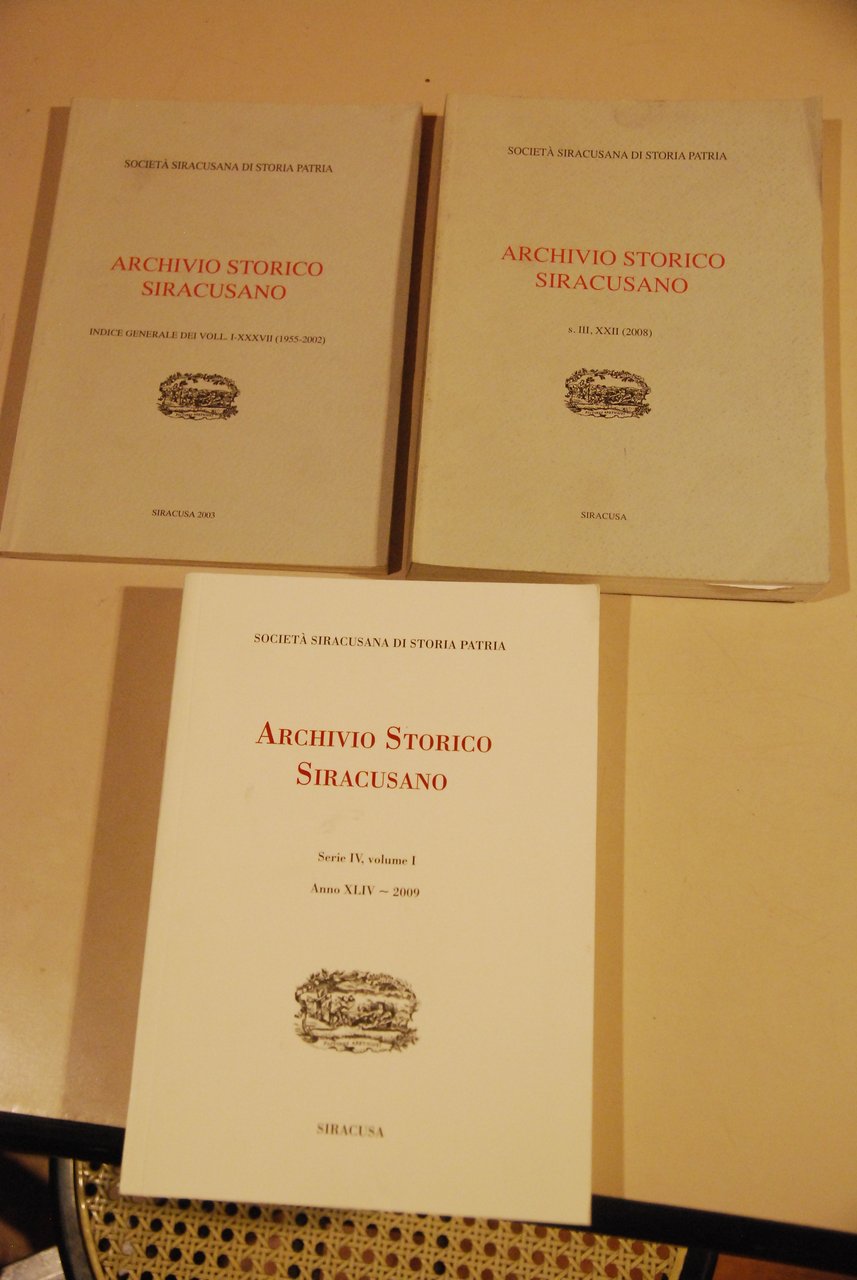 SOCIETÀ SIRACUSANA DI STORIA PATRIA
ARCHIVIO STORICO
SIRACUSANO
INDICE GENERALE DEI VOLL. I-XXXVII (1955-2002)
SIRACUSA 2003
SOCIETÀ SIRACUSANA DI STORIA PATRIA
ARCHIVIO STORICO
SIRACUSANO
s. III, XXII (2008)
SIRACUSA
SOCIETÀ SIRACUSANA DI STORIA PATRIA
ARCHIVIO STORICO
SIRACUSANO
Serie IV, volume I
Anno XLIV ~ 2009
SIRACUSA